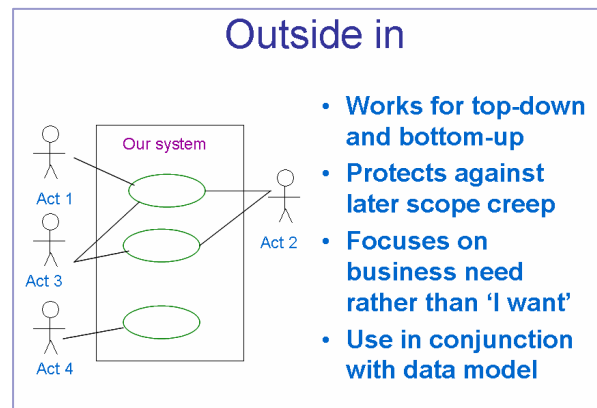 Outside in
Our system
Act 1
Act 3
Act 4
Act 2
• Works for top-down
and bottom-up
• Protects against
later scope creep
• Focuses on
business need
rather than ‘I want’
• Use in conjunction
with data model